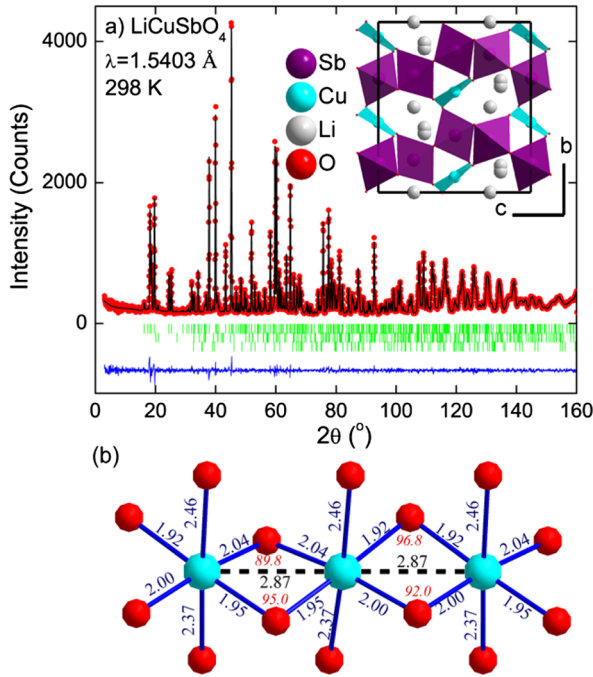 a) LiCuSbO4
λ=1.5403 Å
298 K
Sb
Cu
Li
O
b
c
Intensity (Counts)
4000
2000
0
0 20 40 60 80 100 120 140 160
2θ (°)
(b)
2.46 2.46 2.46
1.92 1.92 1.92
2.04 2.04 2.04
89.8 96.8
2.87 2.87
95.0 92.0
2.00 2.00 2.00
1.95 1.95 1.95
2.37 2.37 2.37